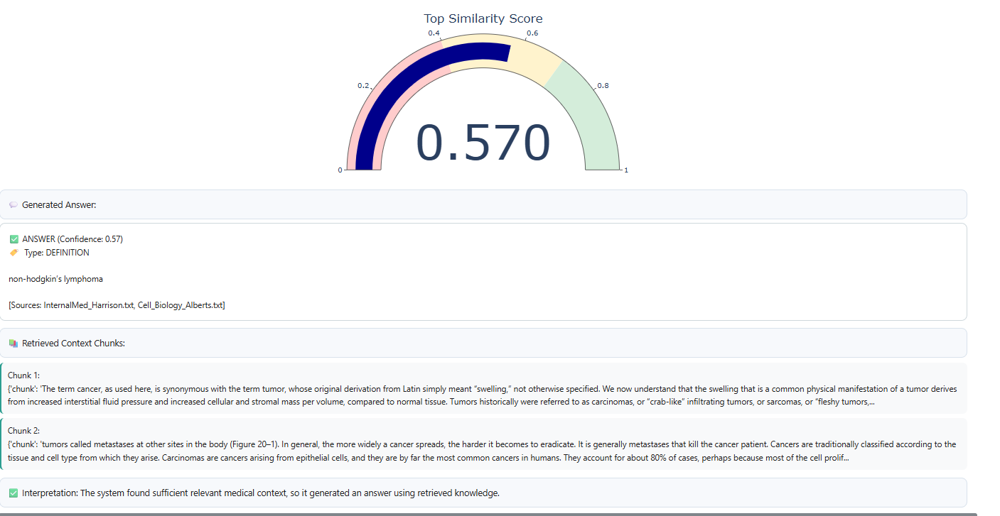 Top Similarity Score
0.4
0.6
0.2
0.8
0.570
0
1
💬 Generated Answer:
✅ ANSWER (Confidence: 0.57)
🏷️ Type: DEFINITION
non-hodgkin's lymphoma
[Sources: InternalMed_Harrison.txt, Cell_Biology_Alberts.txt]
📚 Retrieved Context Chunks:
Chunk 1:
{'chunk': 'The term cancer, as used here, is synonymous with the term tumor, whose original derivation from Latin simply meant “swelling,” not otherwise specified. We now understand that the swelling that is a common physical manifestation of a tumor derives
from increased interstitial fluid pressure and increased cellular and stromal mass per volume, compared to normal tissue. Tumors historically were referred to as carcinomas, or “crab-like” infiltrating tumors, or sarcomas, or “fleshy tumors,...
Chunk 2:
{'chunk': 'tumors called metastases at other sites in the body (Figure 20–1). In general, the more widely a cancer spreads, the harder it becomes to eradicate. It is generally metastases that kill the cancer patient. Cancers are traditionally classified according to the
tissue and cell type from which they arise. Carcinomas are cancers arising from epithelial cells, and they are by far the most common cancers in humans. They account for about 80% of cases, perhaps because most of the cell prolif...
✅ Interpretation: The system found sufficient relevant medical context, so it generated an answer using retrieved knowledge.